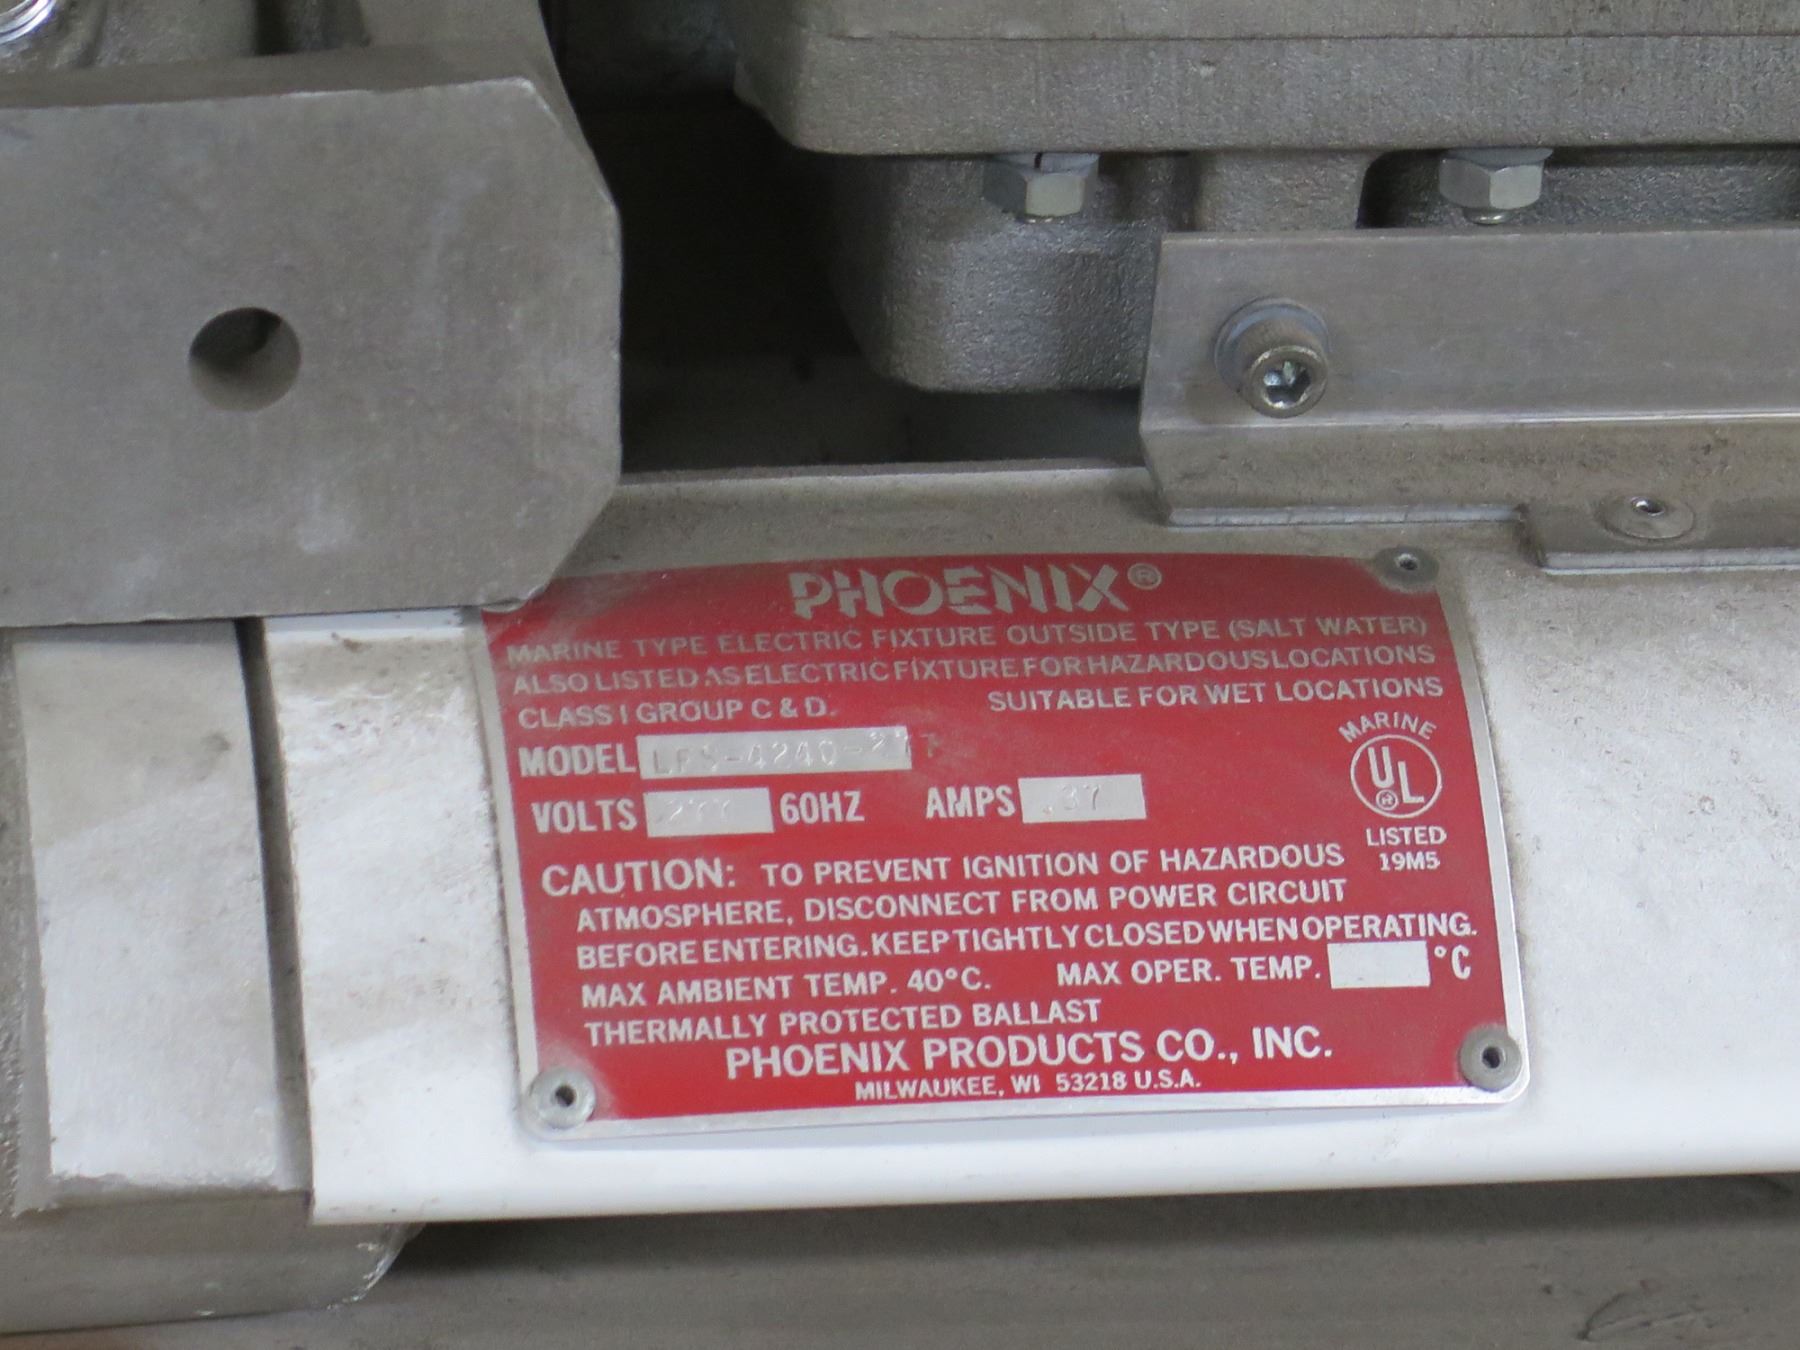 PHOENIX®
MARINE TYPE ELECTRIC FIXTURE OUTSIDE TYPE (SALT WATER)
ALSO LISTED AS ELECTRIC FIXTURE FOR HAZARDOUS LOCATIONS
CLASS I GROUP C & D. SUITABLE FOR WET LOCATIONS
MODEL
VOLTS 277 60HZ AMPS .37
MARINE
UL®
LISTED
19M5
CAUTION: TO PREVENT IGNITION OF HAZARDOUS
ATMOSPHERE, DISCONNECT FROM POWER CIRCUIT
BEFORE ENTERING. KEEP TIGHTLY CLOSED WHEN OPERATING.
MAX AMBIENT TEMP. 40°C. MAX OPER. TEMP. °C
THERMALLY PROTECTED BALLAST
PHOENIX PRODUCTS CO., INC.
MILWAUKEE, WI 53218 U.S.A.